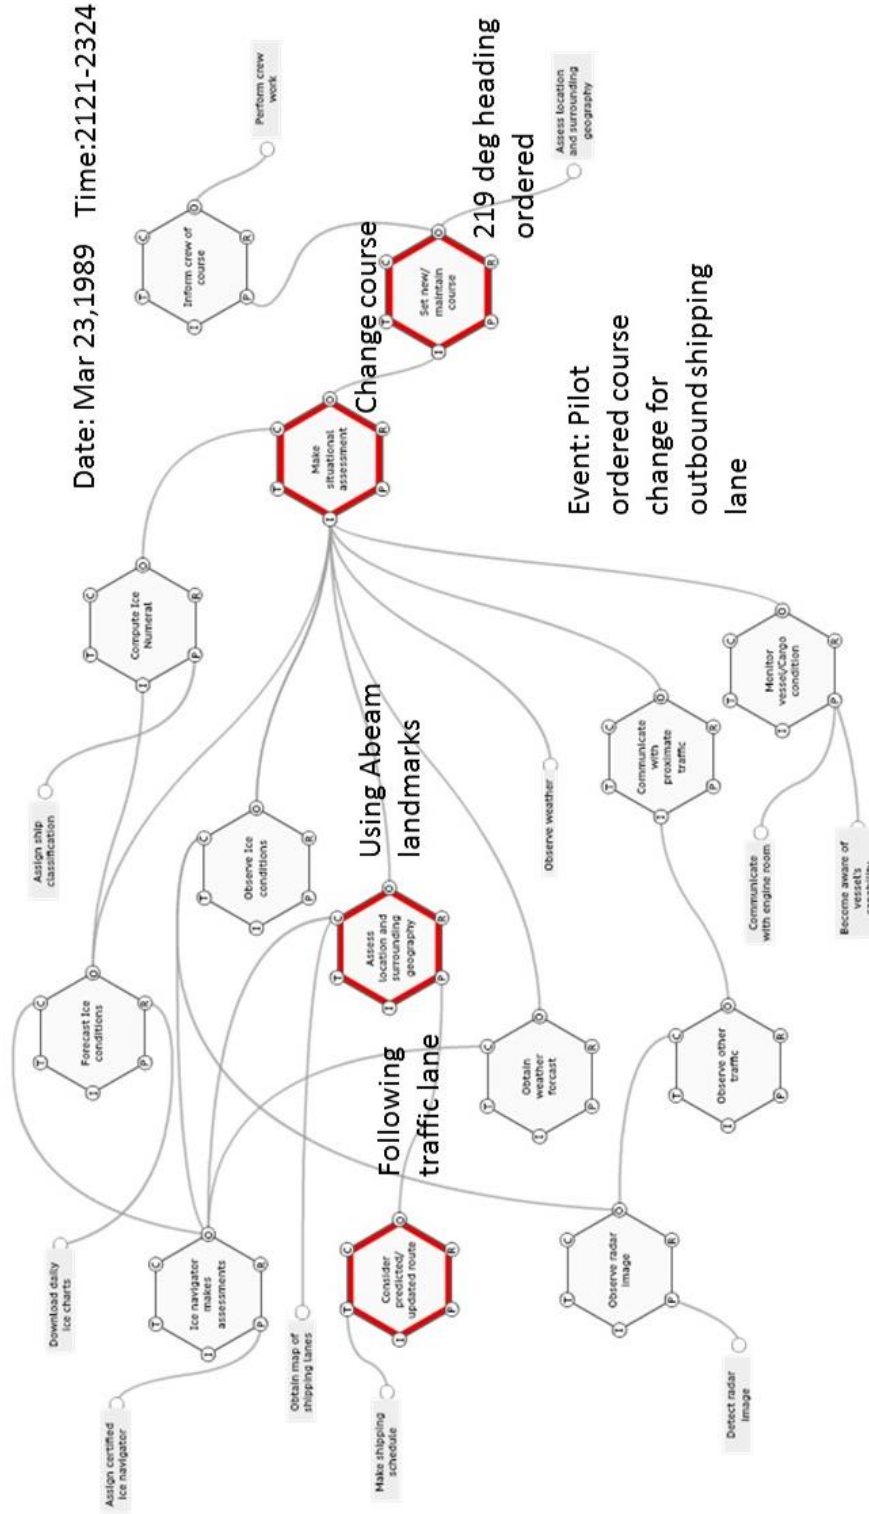 Date: Mar 23,1989 Time:2121-2324
Assign ship
classification
Download daily
ice charts
T C
I Forecast Ice O
conditions
P R
Assign certified
ice navigator
T C
I Compute Ice O
Numeral
P R
T C
I Inform crew of O
course
P R
Perform crew
work
T C
Ice navigator
I makes O
assessments
P R
T C
I Observe Ice O
conditions
P R
Obtain map of
shipping lanes
T C
Make
I situational O
assessment
P R
Change course
T C
Assess
I location and O
surrounding
geography
P R
Using Abeam
landmarks
T C
Consider
I predicted/ O
updated route
P R
Following
traffic lane
Make shipping
schedule
T C
Set new/
I maintain O
course
P R
219 deg heading
ordered
Assess location
and surrounding
geography
T C
Obtain
I weather O
forcast
P R
Observe weather
Event: Pilot
ordered course
change for
outbound shipping
lane
T C
I Observe radar O
image
P R
T C
Communicate
I with O
proximate
traffic
P R
T C
I Observe other O
traffic
P R
Detect radar
image
T C
Monitor
I vessel/Cargo O
condition
P R
Communicate
with engine room
Become aware of
vessel's